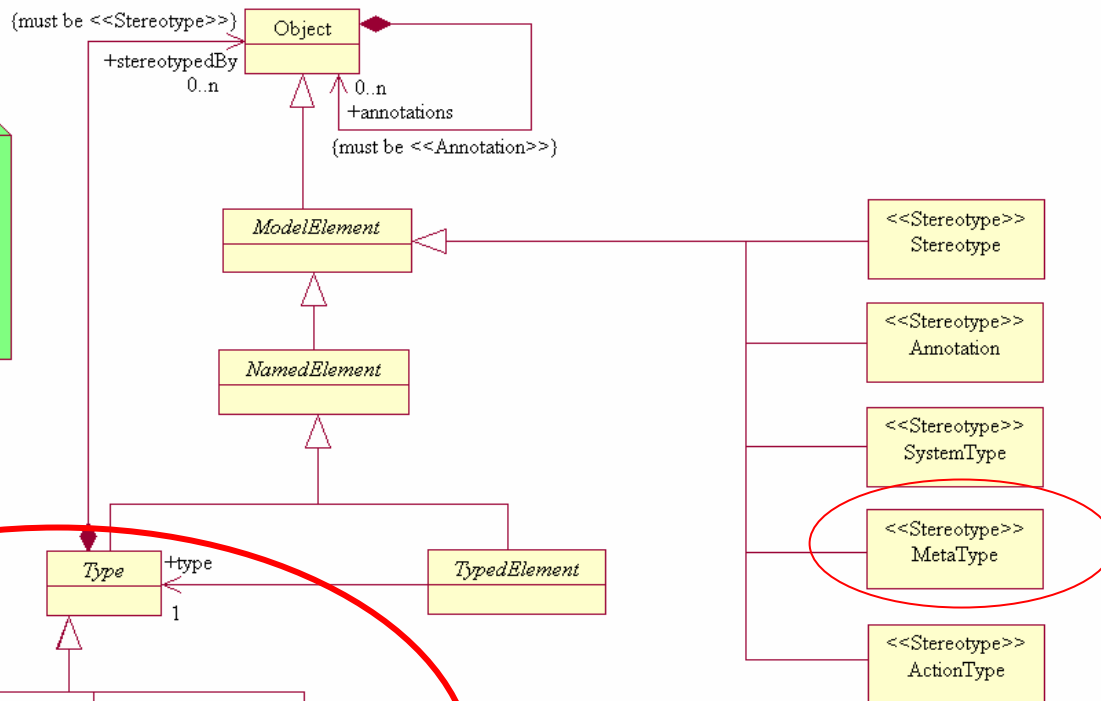 {must be <<Stereotype>>}
Object
+stereotypedBy
0..n
0..n
+annotations
{must be <<Annotation>>}
ModelElement
<<Stereotype>>
Stereotype
<<Stereotype>>
Annotation
NamedElement
<<Stereotype>>
SystemType
<<Stereotype>>
MetaType
Type
+type
1
TypedElement
<<Stereotype>>
ActionType